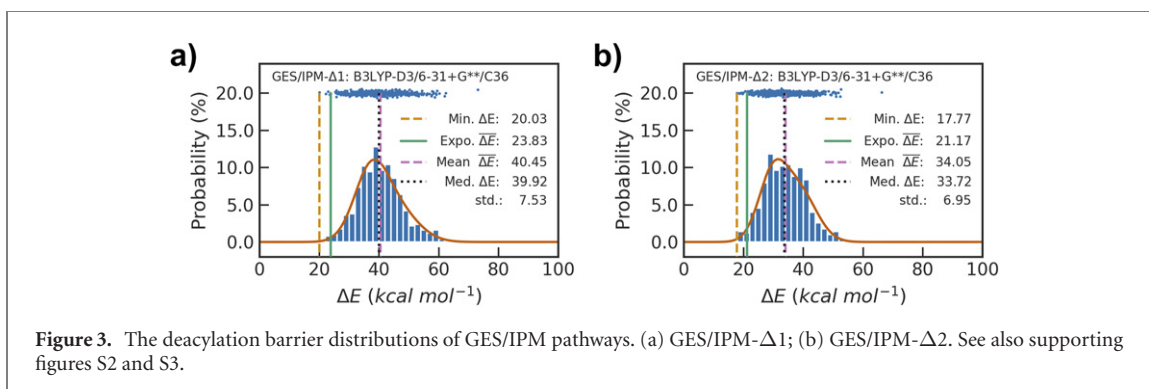 a)
GES/IPM-Δ1: B3LYP-D3/6-31+G**/C36
Probability (%)
20.0
15.0
10.0
5.0
0.0
Min. ΔE: 20.03
Expo. Δ̅E̅: 23.83
Mean Δ̅E̅: 40.45
Med. ΔE: 39.92
std.: 7.53
0 20 40 60 80 100
ΔE (kcal mol⁻¹)
b)
GES/IPM-Δ2: B3LYP-D3/6-31+G**/C36
Probability (%)
20.0
15.0
10.0
5.0
0.0
Min. ΔE: 17.77
Expo. Δ̅E̅: 21.17
Mean Δ̅E̅: 34.05
Med. ΔE: 33.72
std.: 6.95
0 20 40 60 80 100
ΔE (kcal mol⁻¹)
Figure 3. The deacylation barrier distributions of GES/IPM pathways. (a) GES/IPM-Δ1; (b) GES/IPM-Δ2. See also supporting
figures S2 and S3.